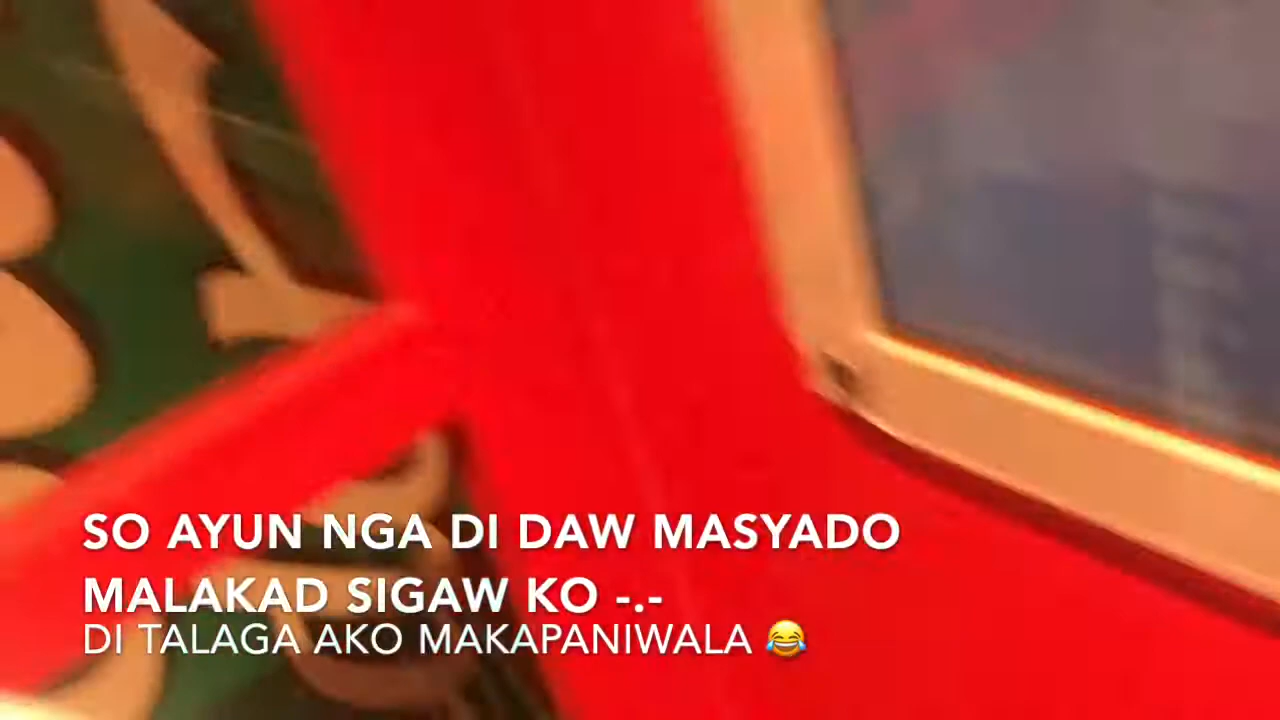 SO AYUN NGA DI DAW MASYADO
MALAKAD SIGAW KO -.-
DI TALAGA AKO MAKAPANIWALA 😂